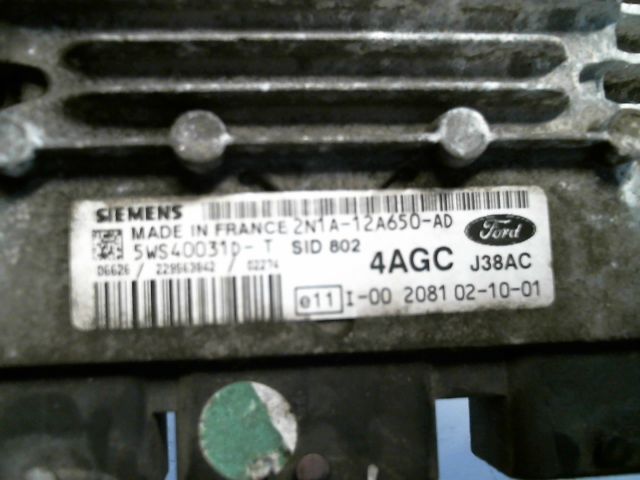 SIEMENS
MADE IN FRANCE 2N1A-12A650-AD
Ford
5WS40031D-T SID 802
4AGC J38AC
06626 / 229563842 / 02274
e11 I-00 2081 02-10-01